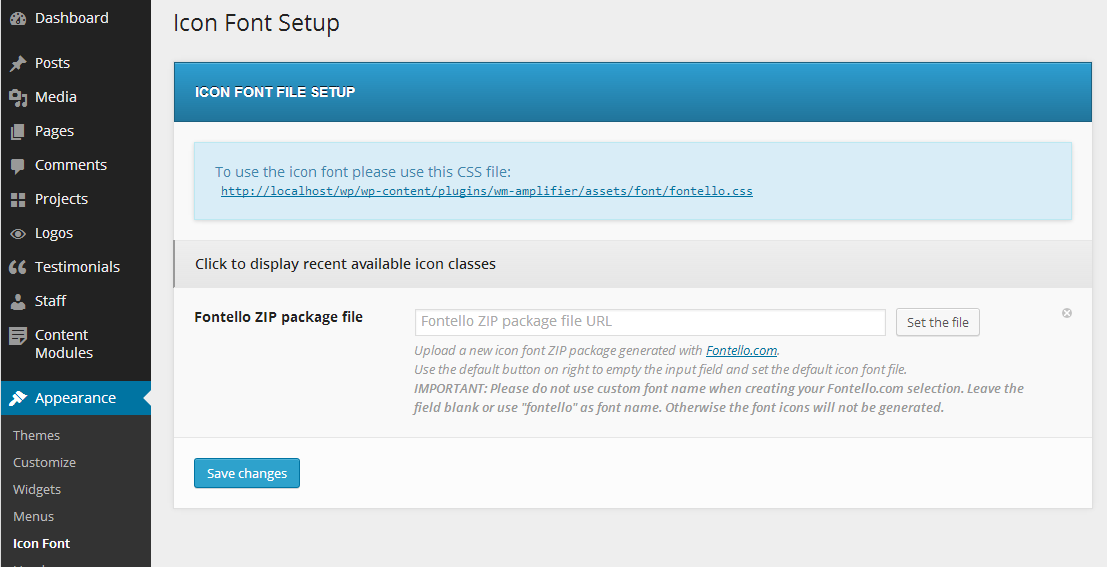 Dashboard
Posts
Media
Pages
Comments
Projects
Logos
Testimonials
Staff
Content
Modules
Appearance
Themes
Customize
Widgets
Menus
Icon Font
Icon Font Setup
ICON FONT FILE SETUP
To use the icon font please use this CSS file:
http://localhost/wp/wp-content/plugins/wm-amplifier/assets/font/fontello.css
Click to display recent available icon classes
Fontello ZIP package file
Fontello ZIP package file URL
Set the file
Upload a new icon font ZIP package generated with Fontello.com.
Use the default button on right to empty the input field and set the default icon font file.
IMPORTANT: Please do not use custom font name when creating your Fontello.com selection. Leave the
field blank or use "fontello" as font name. Otherwise the font icons will not be generated.
Save changes